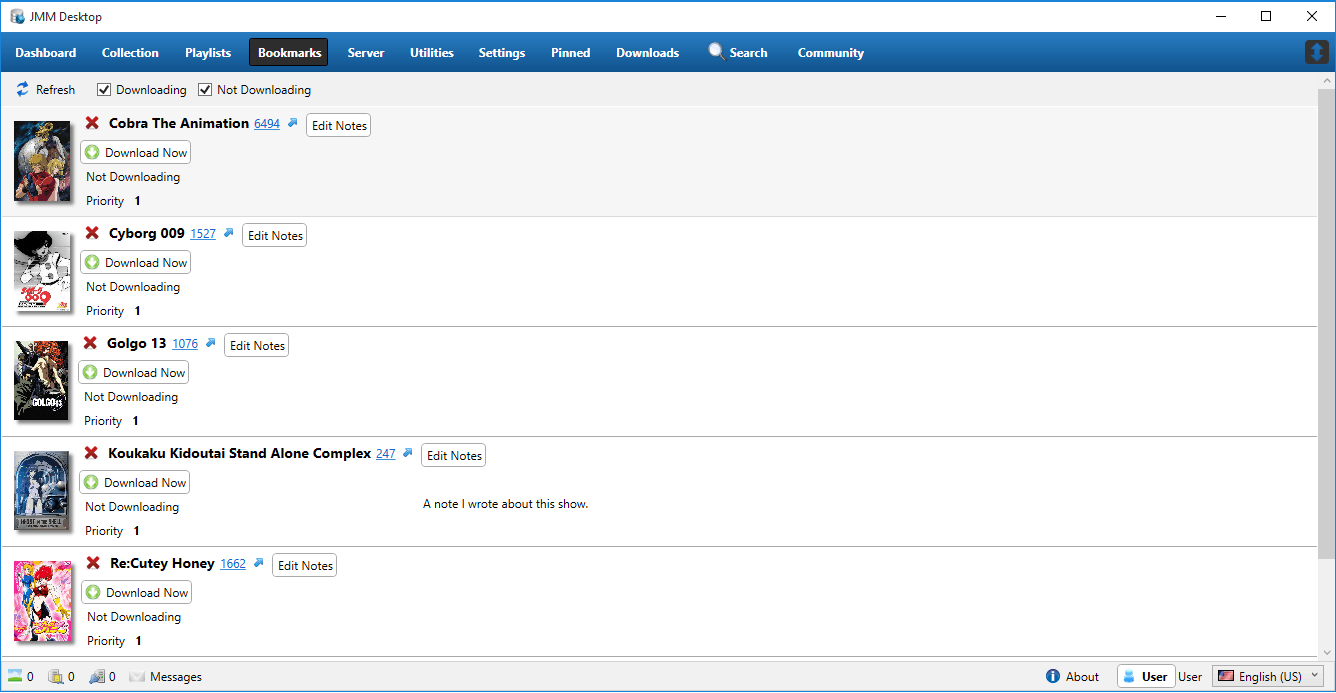 JMM Desktop
Dashboard Collection Playlists Bookmarks Server Utilities Settings Pinned Downloads Search Community
Refresh Downloading Not Downloading
Cobra The Animation 6494 Edit Notes
Download Now
Not Downloading
Priority 1
Cyborg 009 1527 Edit Notes
Download Now
Not Downloading
Priority 1
Golgo 13 1076 Edit Notes
Download Now
Not Downloading
Priority 1
GOLGO13
Koukaku Kidoutai Stand Alone Complex 247 Edit Notes
Download Now
Not Downloading A note I wrote about this show.
Priority 1
Re:Cutey Honey 1662 Edit Notes
Download Now
Not Downloading
Priority 1
0 0 0 Messages About User User English (US)